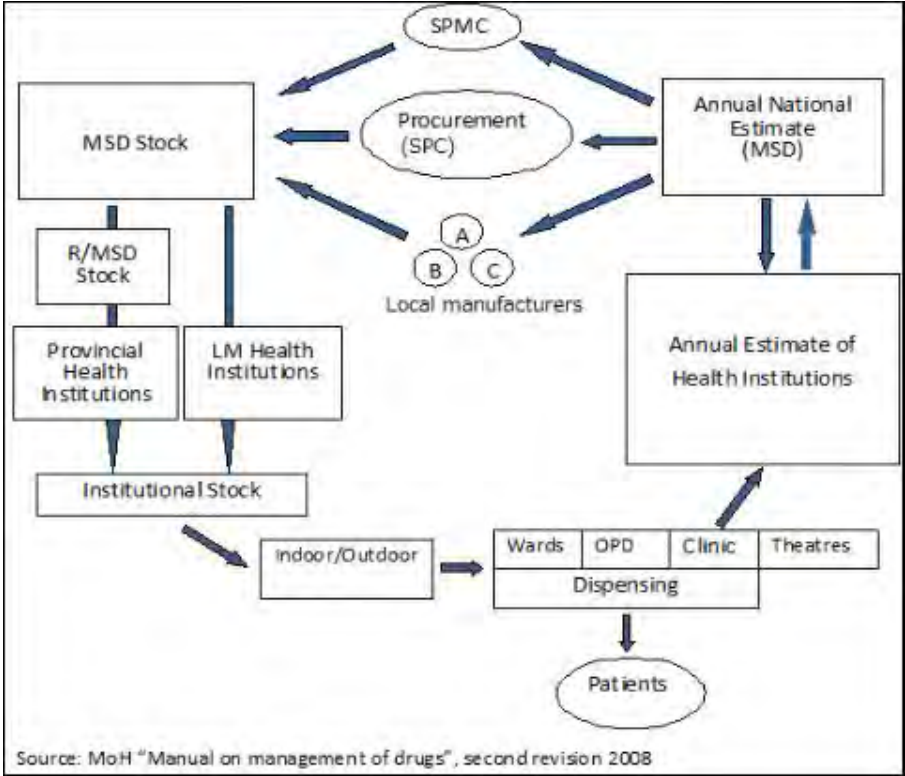 SPMC
MSD Stock
Procurement
(SPC)
Annual National
Estimate
(MSD)
A
B
C
Local manufacturers
R/MSD
Stock
Provincial
Health
Institutions
LM Health
Institutions
Annual Estimate of
Health Institutions
Institutional Stock
Indoor/Outdoor
Wards
OPD
Clinic
Theatres
Dispensing
Patients
Source: MoH "Manual on management of drugs", second revision 2008